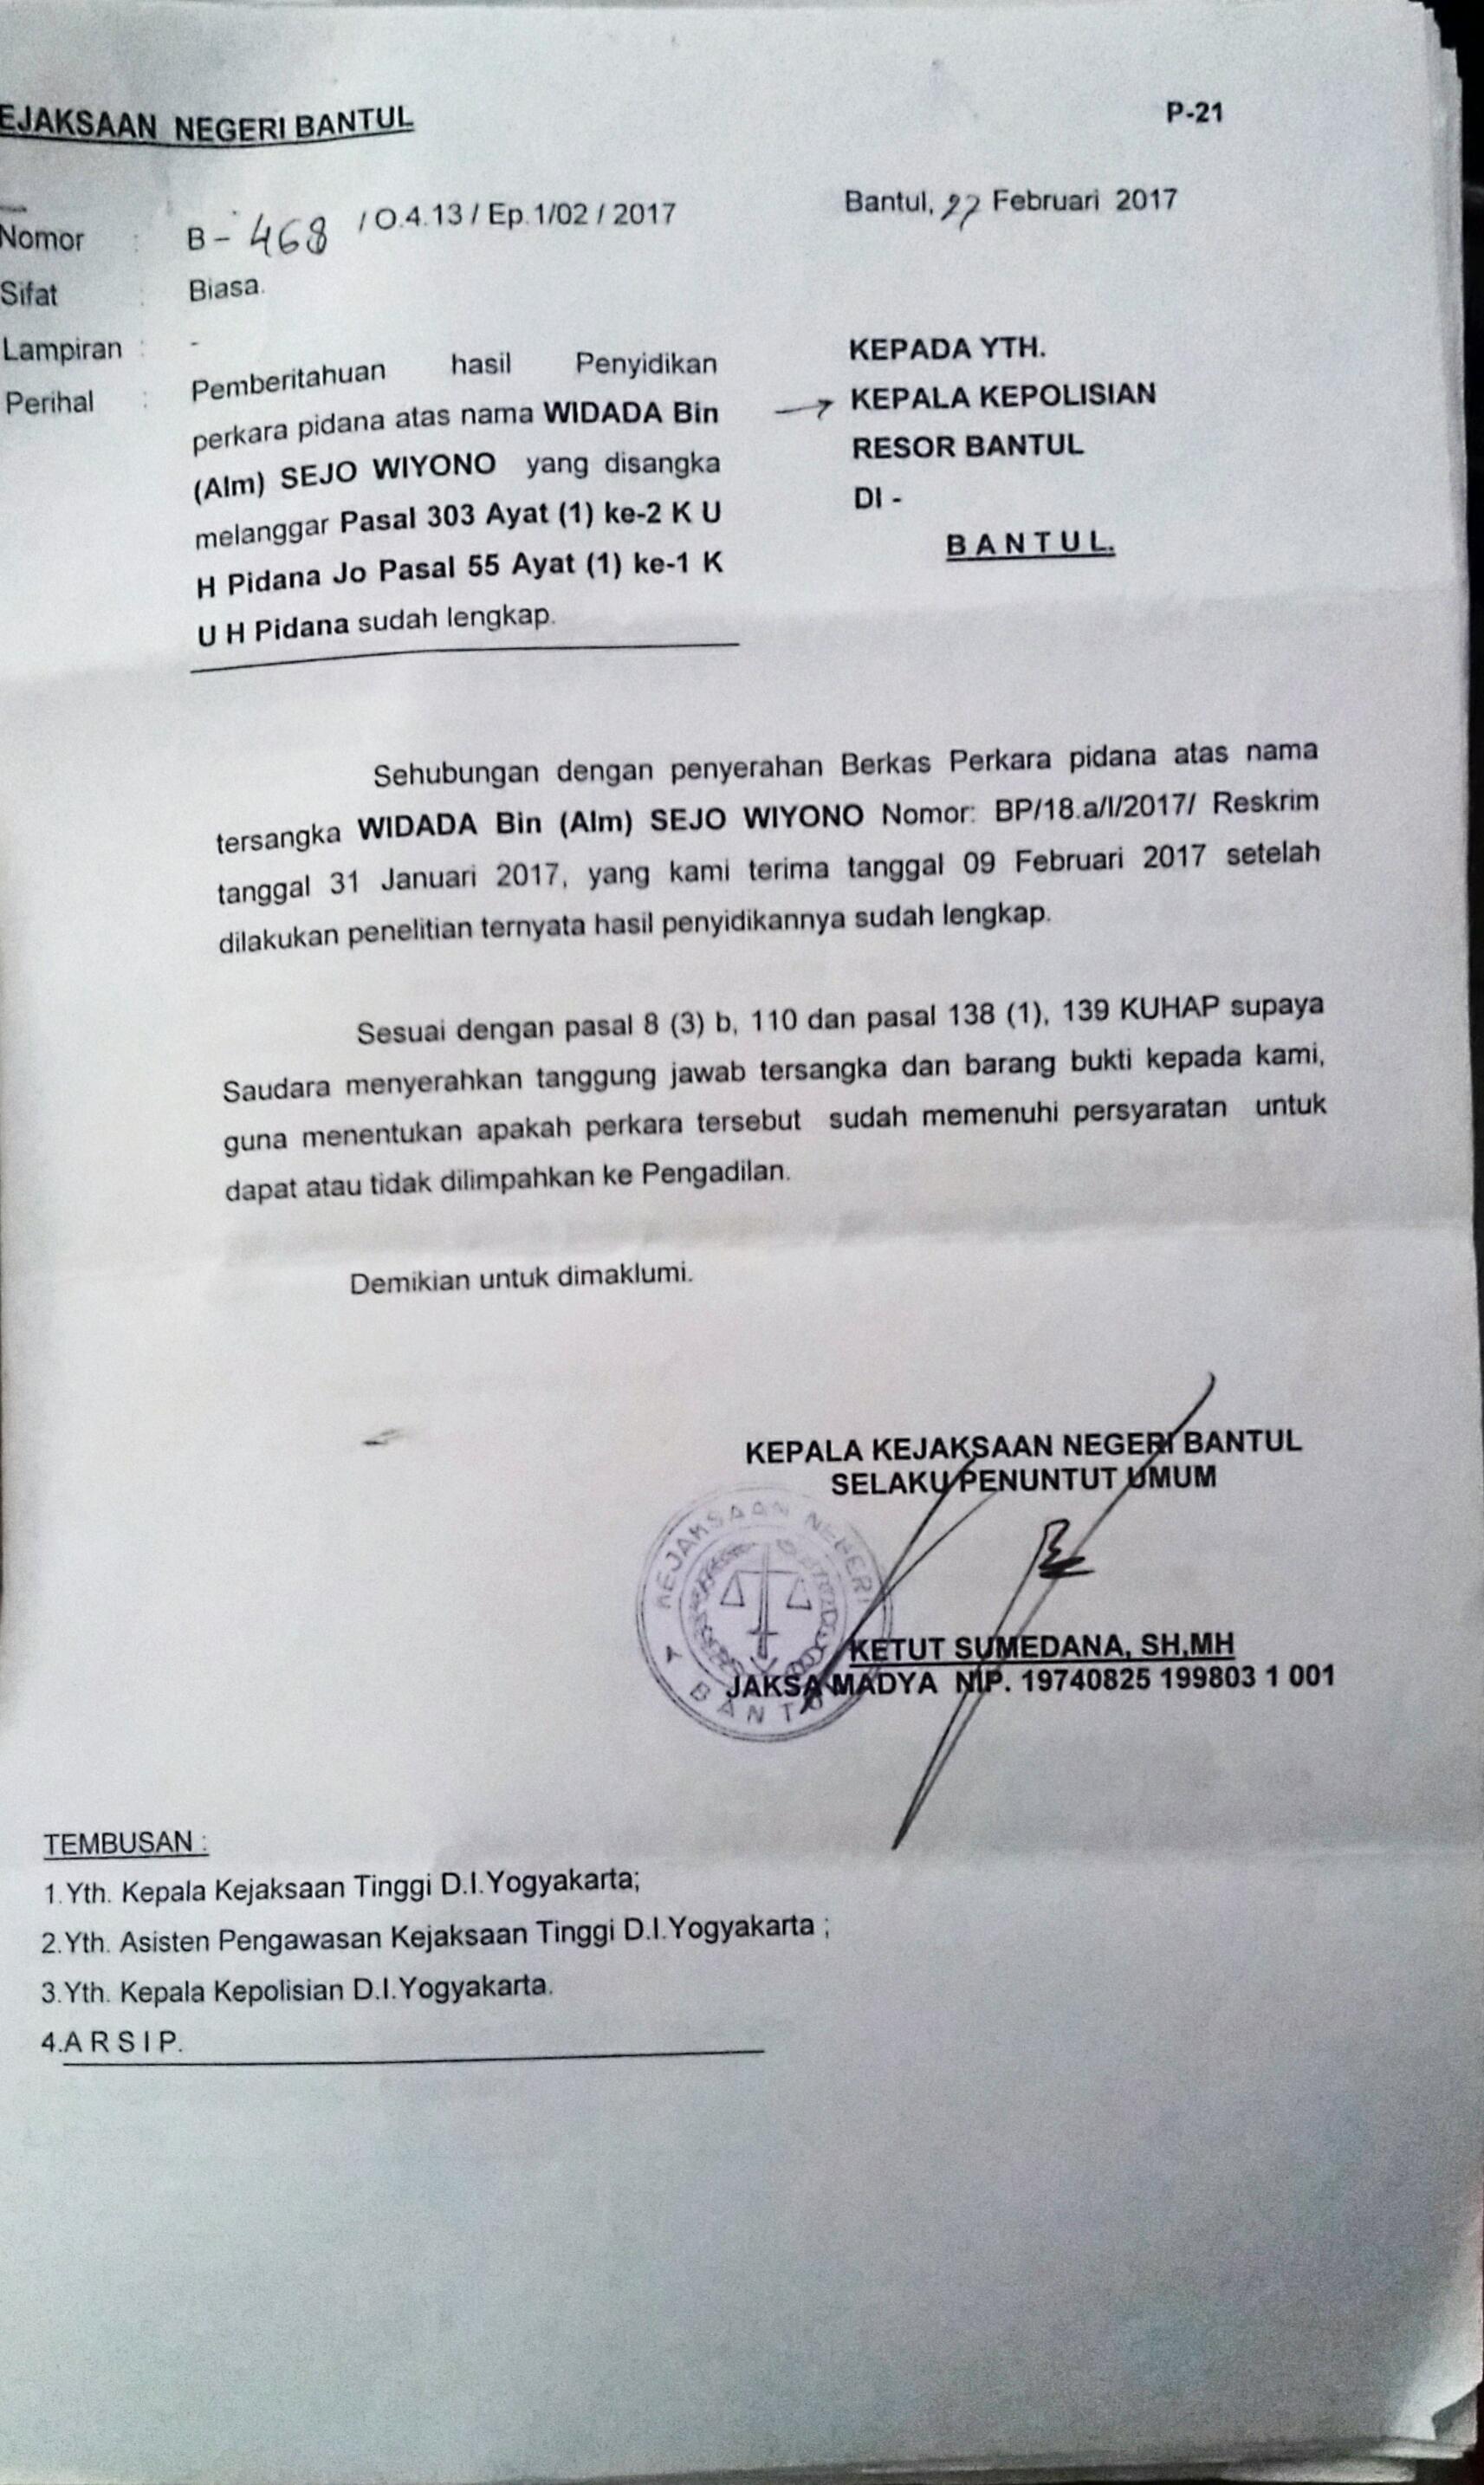 EJAKSAAN NEGERI BANTUL
P-21
Nomor : B - 468 / O.4.13 / Ep.1/02 / 2017
Bantul, 27 Februari 2017
Sifat : Biasa.
Lampiran : -
Perihal : Pemberitahuan hasil Penyidikan
perkara pidana atas nama WIDADA Bin
(Alm) SEJO WIYONO yang disangka
melanggar Pasal 303 Ayat (1) ke-2 K U
H Pidana Jo Pasal 55 Ayat (1) ke-1 K
U H Pidana sudah lengkap.
KEPADA YTH.
KEPALA KEPOLISIAN
RESOR BANTUL
DI -
B A N T U L.
Sehubungan dengan penyerahan Berkas Perkara pidana atas nama
tersangka WIDADA Bin (Alm) SEJO WIYONO Nomor: BP/18.a/I/2017/ Reskrim
tanggal 31 Januari 2017, yang kami terima tanggal 09 Februari 2017 setelah
dilakukan penelitian ternyata hasil penyidikannya sudah lengkap.
Sesuai dengan pasal 8 (3) b, 110 dan pasal 138 (1), 139 KUHAP supaya
Saudara menyerahkan tanggung jawab tersangka dan barang bukti kepada kami,
guna menentukan apakah perkara tersebut sudah memenuhi persyaratan untuk
dapat atau tidak dilimpahkan ke Pengadilan.
Demikian untuk dimaklumi.
KEPALA KEJAKSAAN NEGERI BANTUL
SELAKU PENUNTUT UMUM
KEJAKSAAN NEGERI
BANTUL
KETUT SUMEDANA, SH,MH
JAKSA MADYA NIP. 19740825 199803 1 001
TEMBUSAN :
1.Yth. Kepala Kejaksaan Tinggi D.I.Yogyakarta;
2.Yth. Asisten Pengawasan Kejaksaan Tinggi D.I.Yogyakarta ;
3.Yth. Kepala Kepolisian D.I.Yogyakarta.
4.A R S I P.